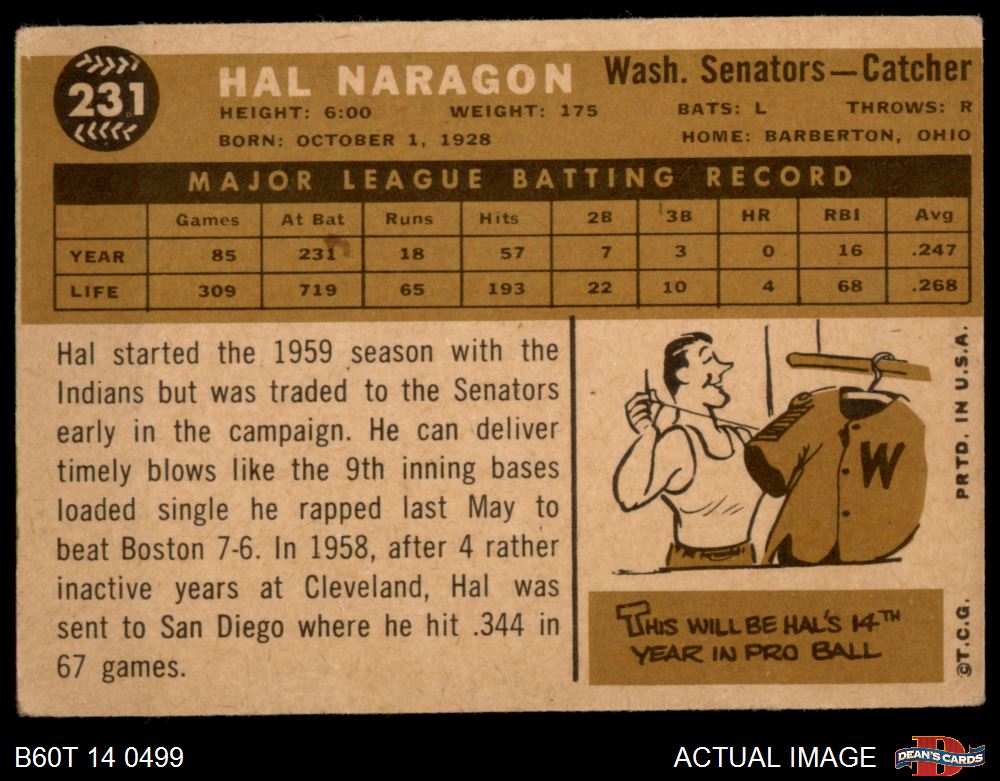 231
HAL NARAGON Wash. Senators—Catcher
HEIGHT: 6:00 WEIGHT: 175 BATS: L THROWS: R
BORN: OCTOBER 1, 1928 HOME: BARBERTON, OHIO
MAJOR LEAGUE BATTING RECORD
Games At Bat Runs Hits 2B 3B HR RBI Avg
YEAR 85 231 18 57 7 3 0 16 .247
LIFE 309 719 65 193 22 10 4 68 .268
Hal started the 1959 season with the
Indians but was traded to the Senators
early in the campaign. He can deliver
timely blows like the 9th inning bases
loaded single he rapped last May to
beat Boston 7-6. In 1958, after 4 rather
inactive years at Cleveland, Hal was
sent to San Diego where he hit .344 in
67 games.
W
THIS WILL BE HAL'S 14TH
YEAR IN PRO BALL
©T.C.G. PRTD. IN U.S.A.
B60T 14 0499 ACTUAL IMAGE
D
DEAN'S CARDS